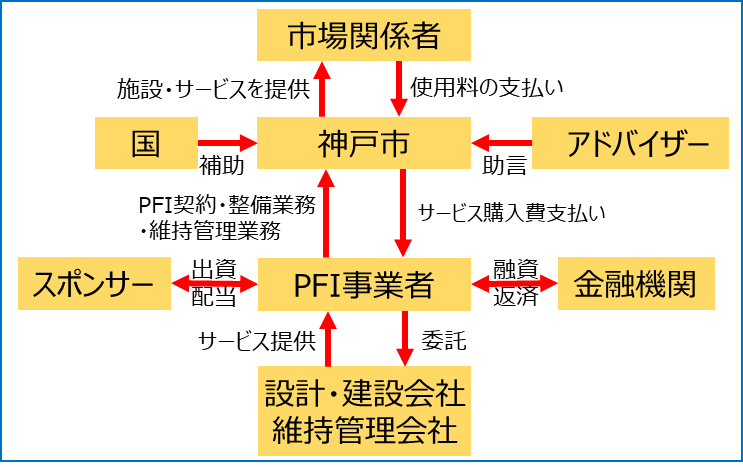 市場関係者
施設・サービスを提供
使用料の支払い
国
補助
神戸市
助言
アドバイザー
PFI契約・整備業務
・維持管理業務
サービス購入費支払い
スポンサー
出資
配当
PFI事業者
融資
返済
金融機関
サービス提供
委託
設計・建設会社
維持管理会社